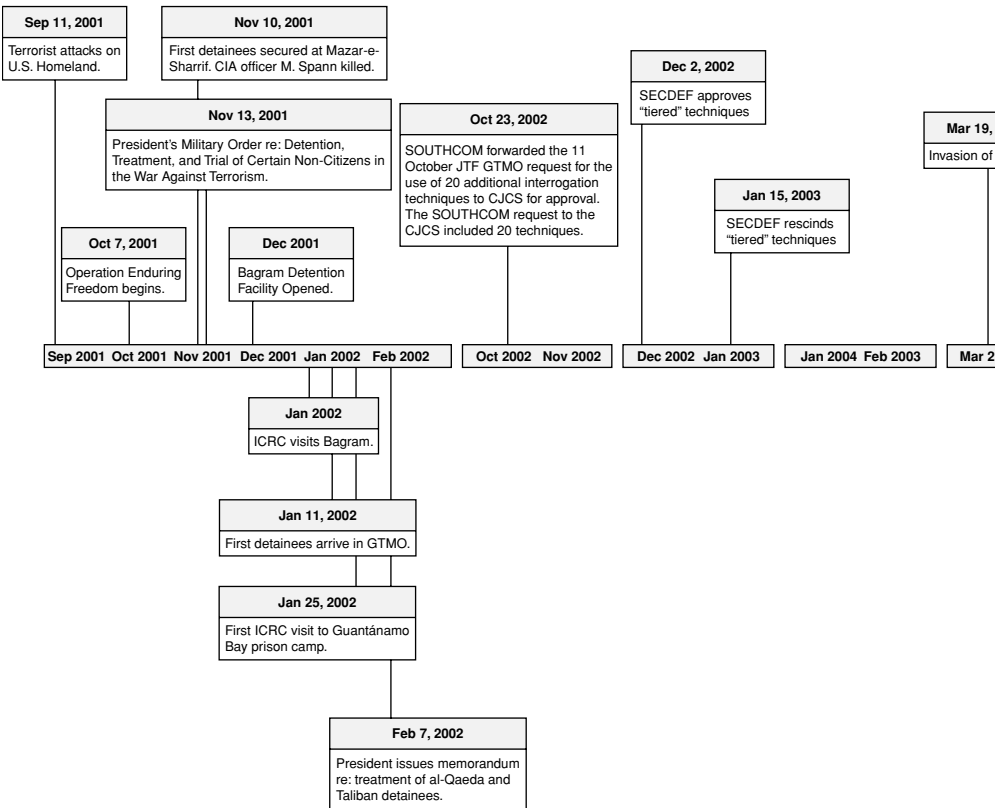 Sep 11, 2001
Terrorist attacks on
U.S. Homeland.
Nov 10, 2001
First detainees secured at Mazar-e-
Sharrif. CIA officer M. Spann killed.
Nov 13, 2001
President's Military Order re: Detention,
Treatment, and Trial of Certain Non-Citizens in
the War Against Terrorism.
Oct 7, 2001
Operation Enduring
Freedom begins.
Dec 2001
Bagram Detention
Facility Opened.
Oct 23, 2002
SOUTHCOM forwarded the 11
October JTF GTMO request for the
use of 20 additional interrogation
techniques to CJCS for approval.
The SOUTHCOM request to the
CJCS included 20 techniques.
Dec 2, 2002
SECDEF approves
“tiered” techniques
Jan 15, 2003
SECDEF rescinds
“tiered” techniques
Mar 19,
Invasion of
Sep 2001 Oct 2001 Nov 2001 Dec 2001 Jan 2002 Feb 2002
Oct 2002 Nov 2002
Dec 2002 Jan 2003
Jan 2004 Feb 2003
Mar 2
Jan 2002
ICRC visits Bagram.
Jan 11, 2002
First detainees arrive in GTMO.
Jan 25, 2002
First ICRC visit to Guantánamo
Bay prison camp.
Feb 7, 2002
President issues memorandum
re: treatment of al-Qaeda and
Taliban detainees.